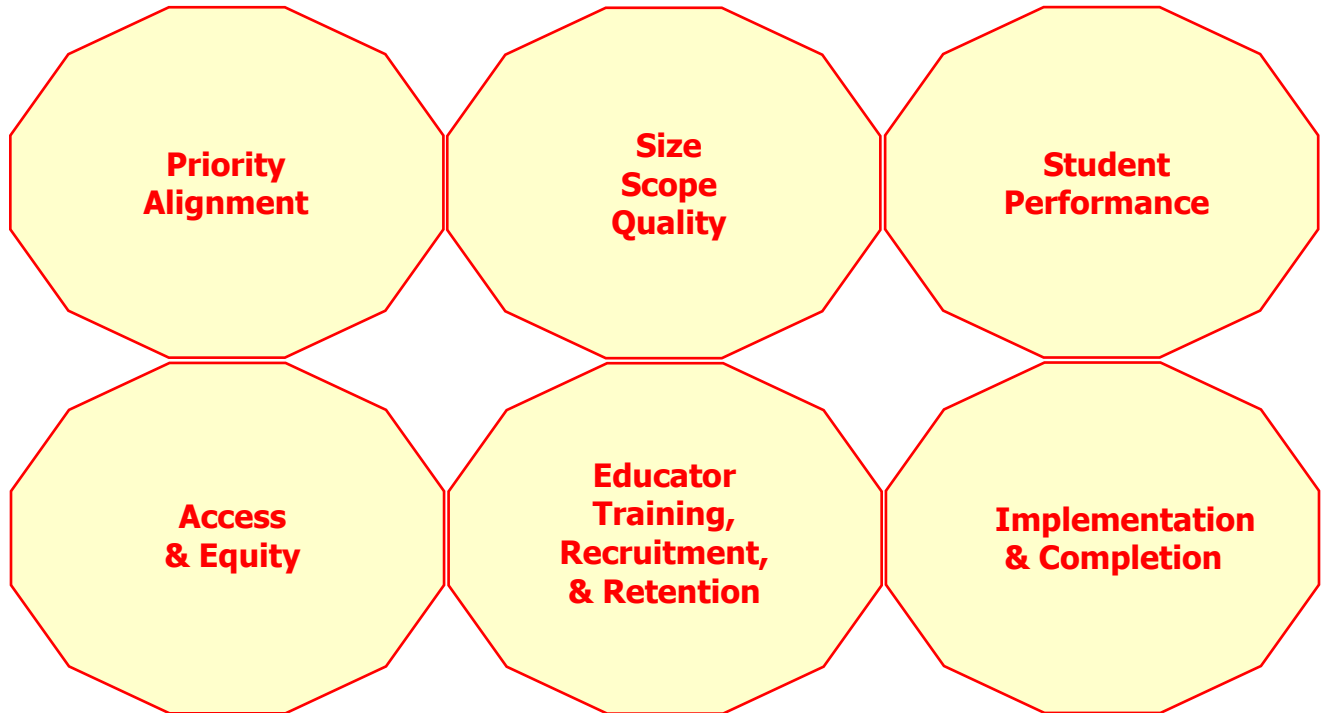 Priority
Alignment
Size
Scope
Quality
Student
Performance
Access
& Equity
Educator
Training,
Recruitment,
& Retention
Implementation
& Completion